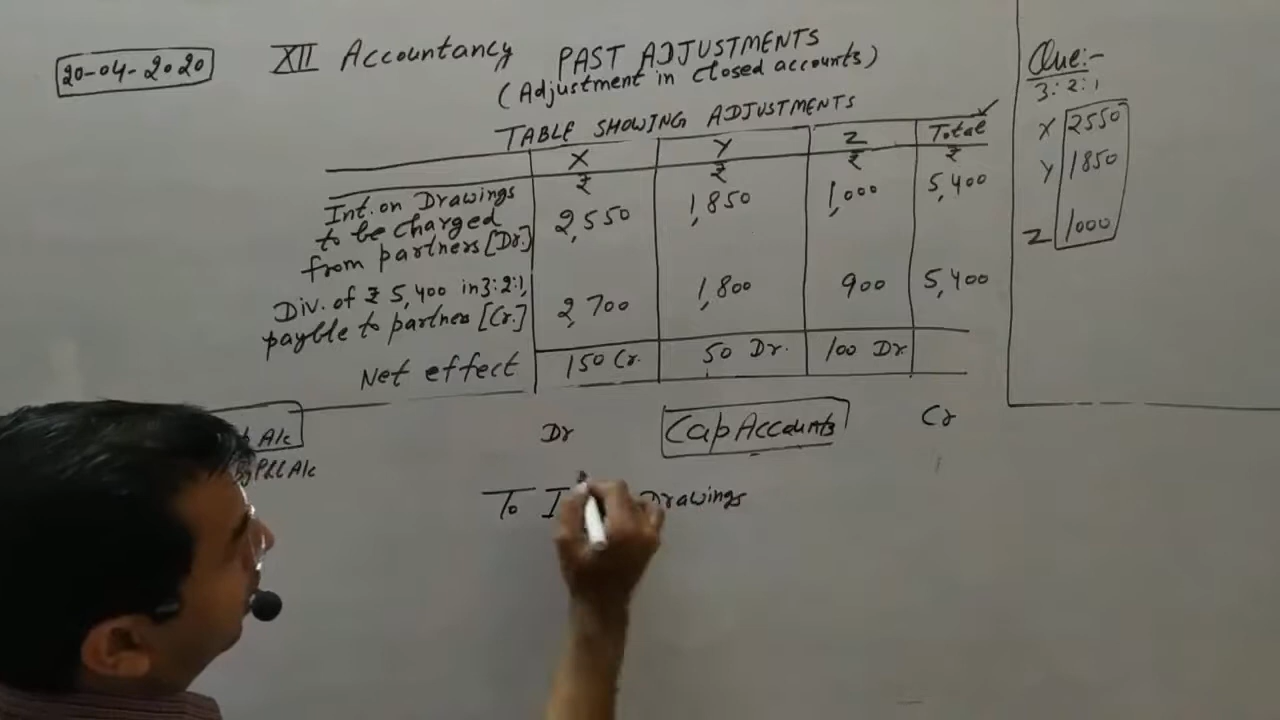 20-04-2020
XII Accountancy
PAST ADJUSTMENTS
(Adjustment in closed accounts)
TABLE SHOWING ADJUSTMENTS
X Y Z Total
₹ ₹ ₹ ₹
Int. on Drawings
to be charged
from partners [Dr.]
2,550 1,850 1,000 5,400
Div. of ₹ 5,400 in 3:2:1,
payble to partners [Cr.]
2,700 1,800 900 5,400
Net effect 150 Cr. 50 Dr. 100 Dr.
Que:-
3:2:1
X 2550
Y 1850
Z 1000
A/c
P&L A/c
Dr Cap Accounts Cr
To Drawings